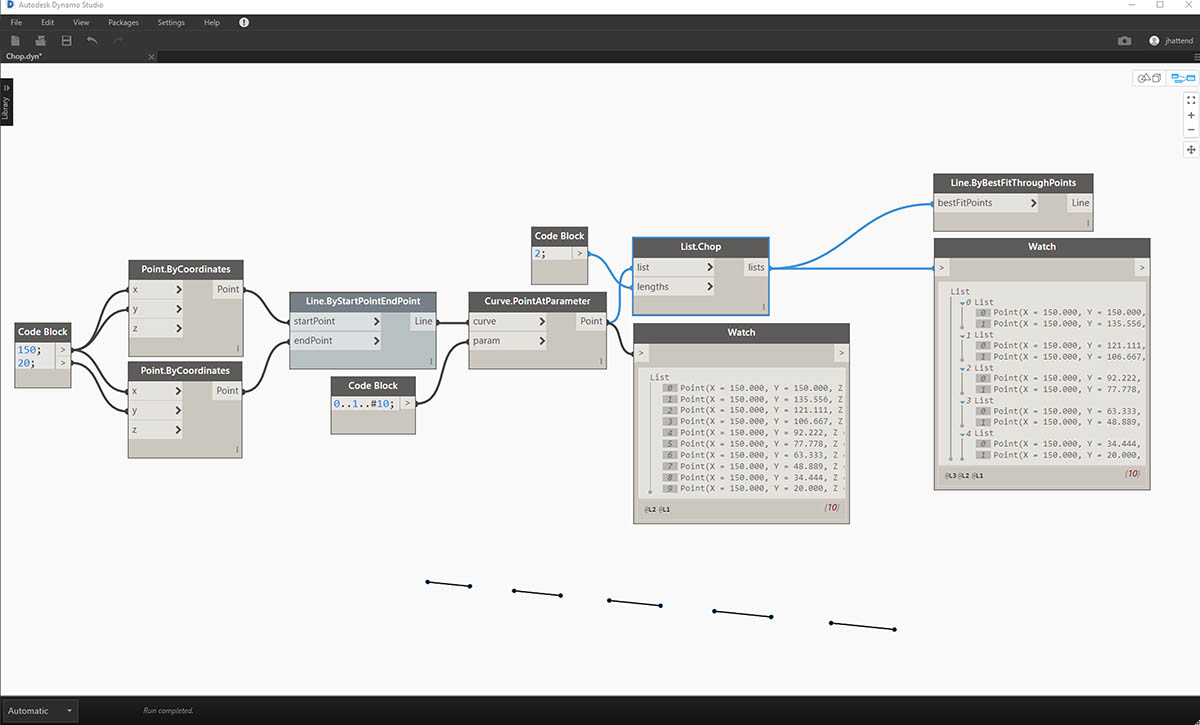 Autodesk Dynamo Studio
File Edit View Packages Settings Help
jhattend
Chop.dyn*
Library
Line.ByBestFitThroughPoints
bestFitPoints > Line
I
Code Block
2; >
List.Chop
list > lists
lengths >
I
Watch
> >
List
0 List
0 Point(X = 150.000, Y = 150.000,
1 Point(X = 150.000, Y = 135.556,
1 List
0 Point(X = 150.000, Y = 121.111,
1 Point(X = 150.000, Y = 106.667,
2 List
0 Point(X = 150.000, Y = 92.222,
1 Point(X = 150.000, Y = 77.778,
3 List
0 Point(X = 150.000, Y = 63.333,
1 Point(X = 150.000, Y = 48.889,
4 List
0 Point(X = 150.000, Y = 34.444,
1 Point(X = 150.000, Y = 20.000,
@L3 @L2 @L1 {10}
Point.ByCoordinates
x > Point
y >
z >
I
Line.ByStartPointEndPoint
startPoint > Line
endPoint >
I
Curve.PointAtParameter
curve > Point
param >
I
Code Block
150; >
20; >
Point.ByCoordinates
x > Point
y >
z >
I
Code Block
0..1..#10; >
Watch
> >
List
0 Point(X = 150.000, Y = 150.000, Z
1 Point(X = 150.000, Y = 135.556, Z
2 Point(X = 150.000, Y = 121.111, Z
3 Point(X = 150.000, Y = 106.667, Z
4 Point(X = 150.000, Y = 92.222, Z
5 Point(X = 150.000, Y = 77.778, Z
6 Point(X = 150.000, Y = 63.333, Z
7 Point(X = 150.000, Y = 48.889, Z
8 Point(X = 150.000, Y = 34.444, Z
9 Point(X = 150.000, Y = 20.000, Z
@L2 @L1 {10}
Automatic
Run completed.